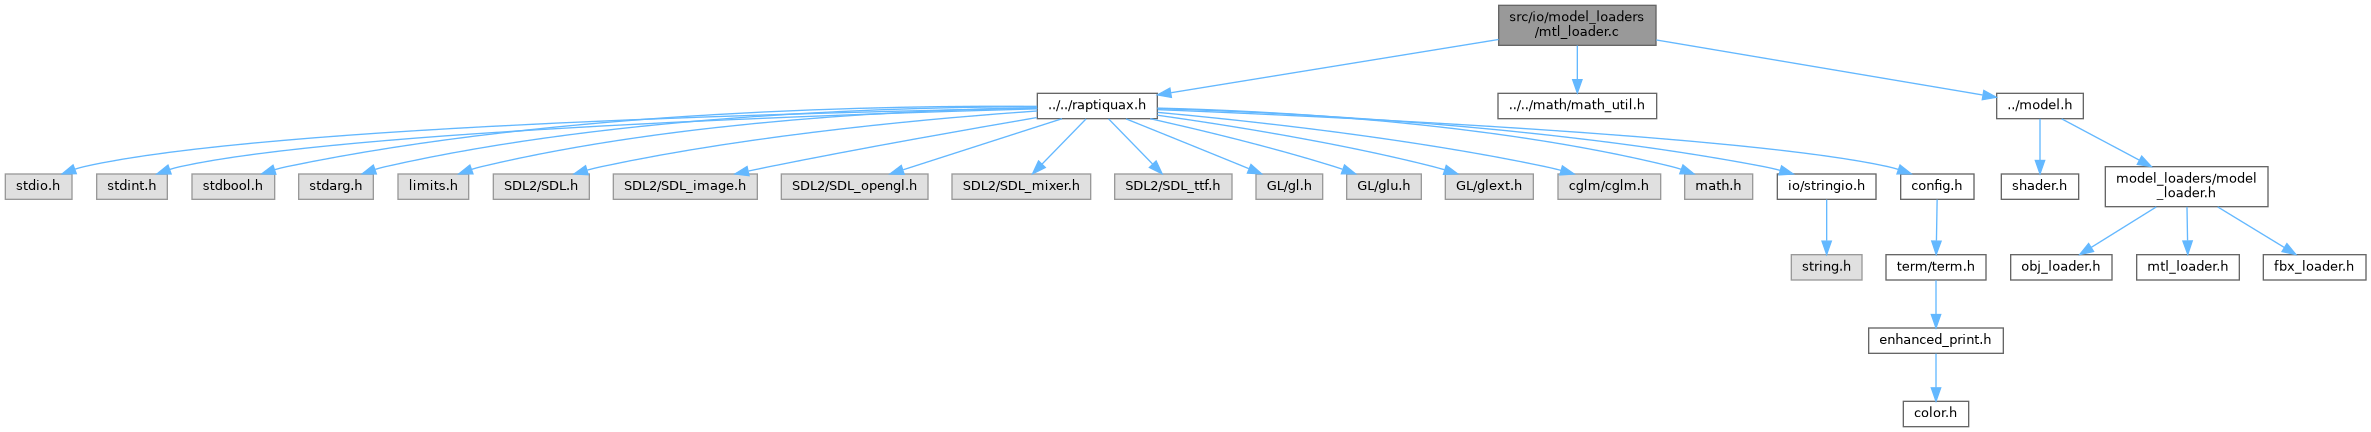 src/io/model_loaders
/mtl_loader.c
../../raptiquax.h
../../math/math_util.h
../model.h
stdio.h
stdint.h
stdbool.h
stdarg.h
limits.h
SDL2/SDL.h
SDL2/SDL_image.h
SDL2/SDL_opengl.h
SDL2/SDL_mixer.h
SDL2/SDL_ttf.h
GL/gl.h
GL/glu.h
GL/glext.h
cglm/cglm.h
math.h
io/stringio.h
config.h
shader.h
model_loaders/model
_loader.h
string.h
term/term.h
obj_loader.h
mtl_loader.h
fbx_loader.h
enhanced_print.h
color.h